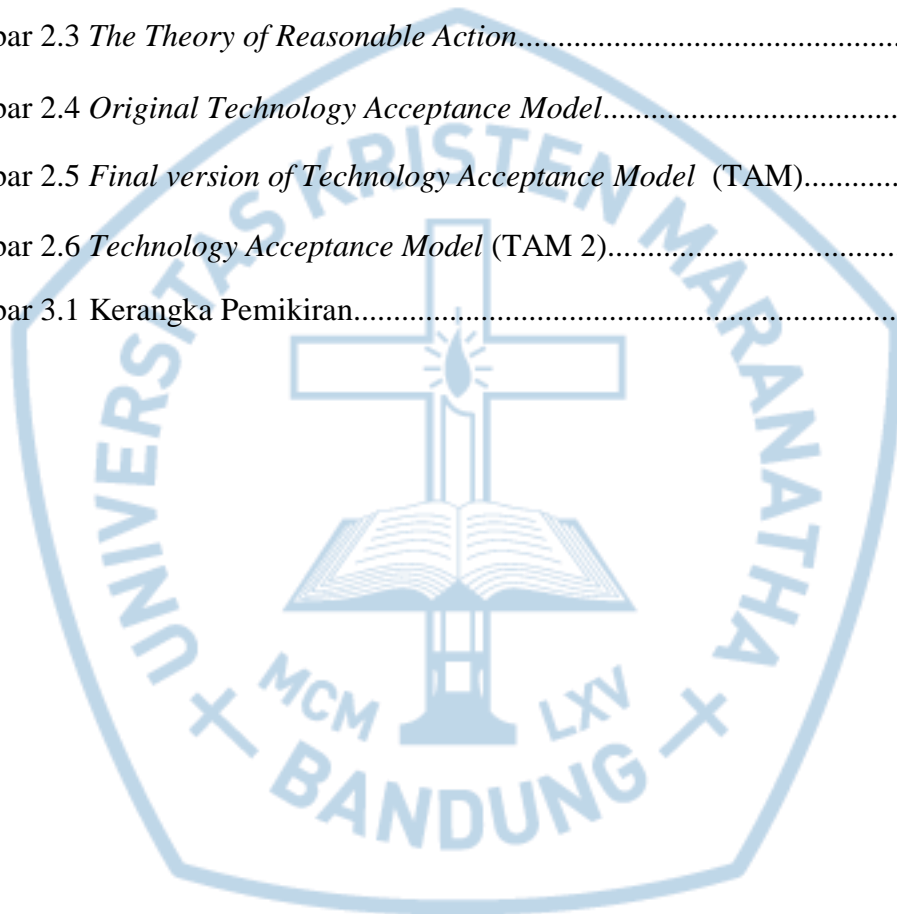 bar 2.3 The Theory of Reasonable Action..........................................
bar 2.4 Original Technology Acceptance Model....................................
bar 2.5 Final version of Technology Acceptance Model (TAM)............
bar 2.6 Technology Acceptance Model (TAM 2)....................................
bar 3.1 Kerangka Pemikiran....................................................................
UNIVERSITAS KRISTEN MARANATHA
MCM LXV
BANDUNG